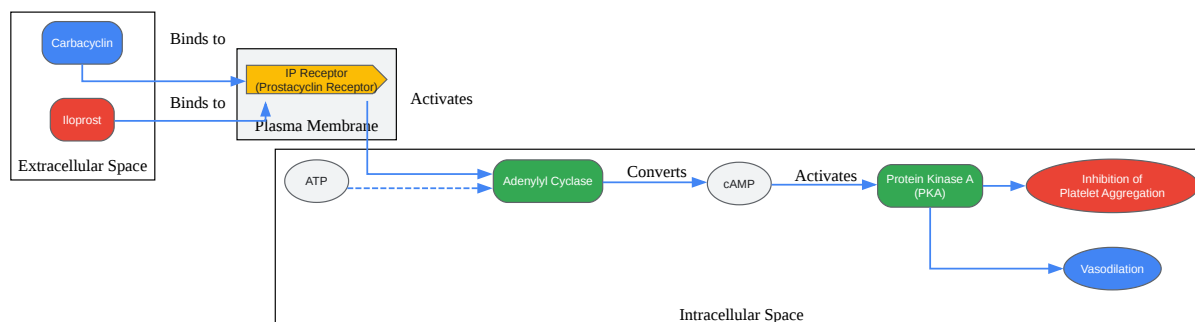 Carbacyclin
Binds to
IP Receptor
(Prostacyclin Receptor)
Iloprost
Binds to
Activates
Plasma Membrane
Extracellular Space
ATP
Adenylyl Cyclase
Converts
cAMP
Activates
Protein Kinase A
(PKA)
Inhibition of
Platelet Aggregation
Vasodilation
Intracellular Space